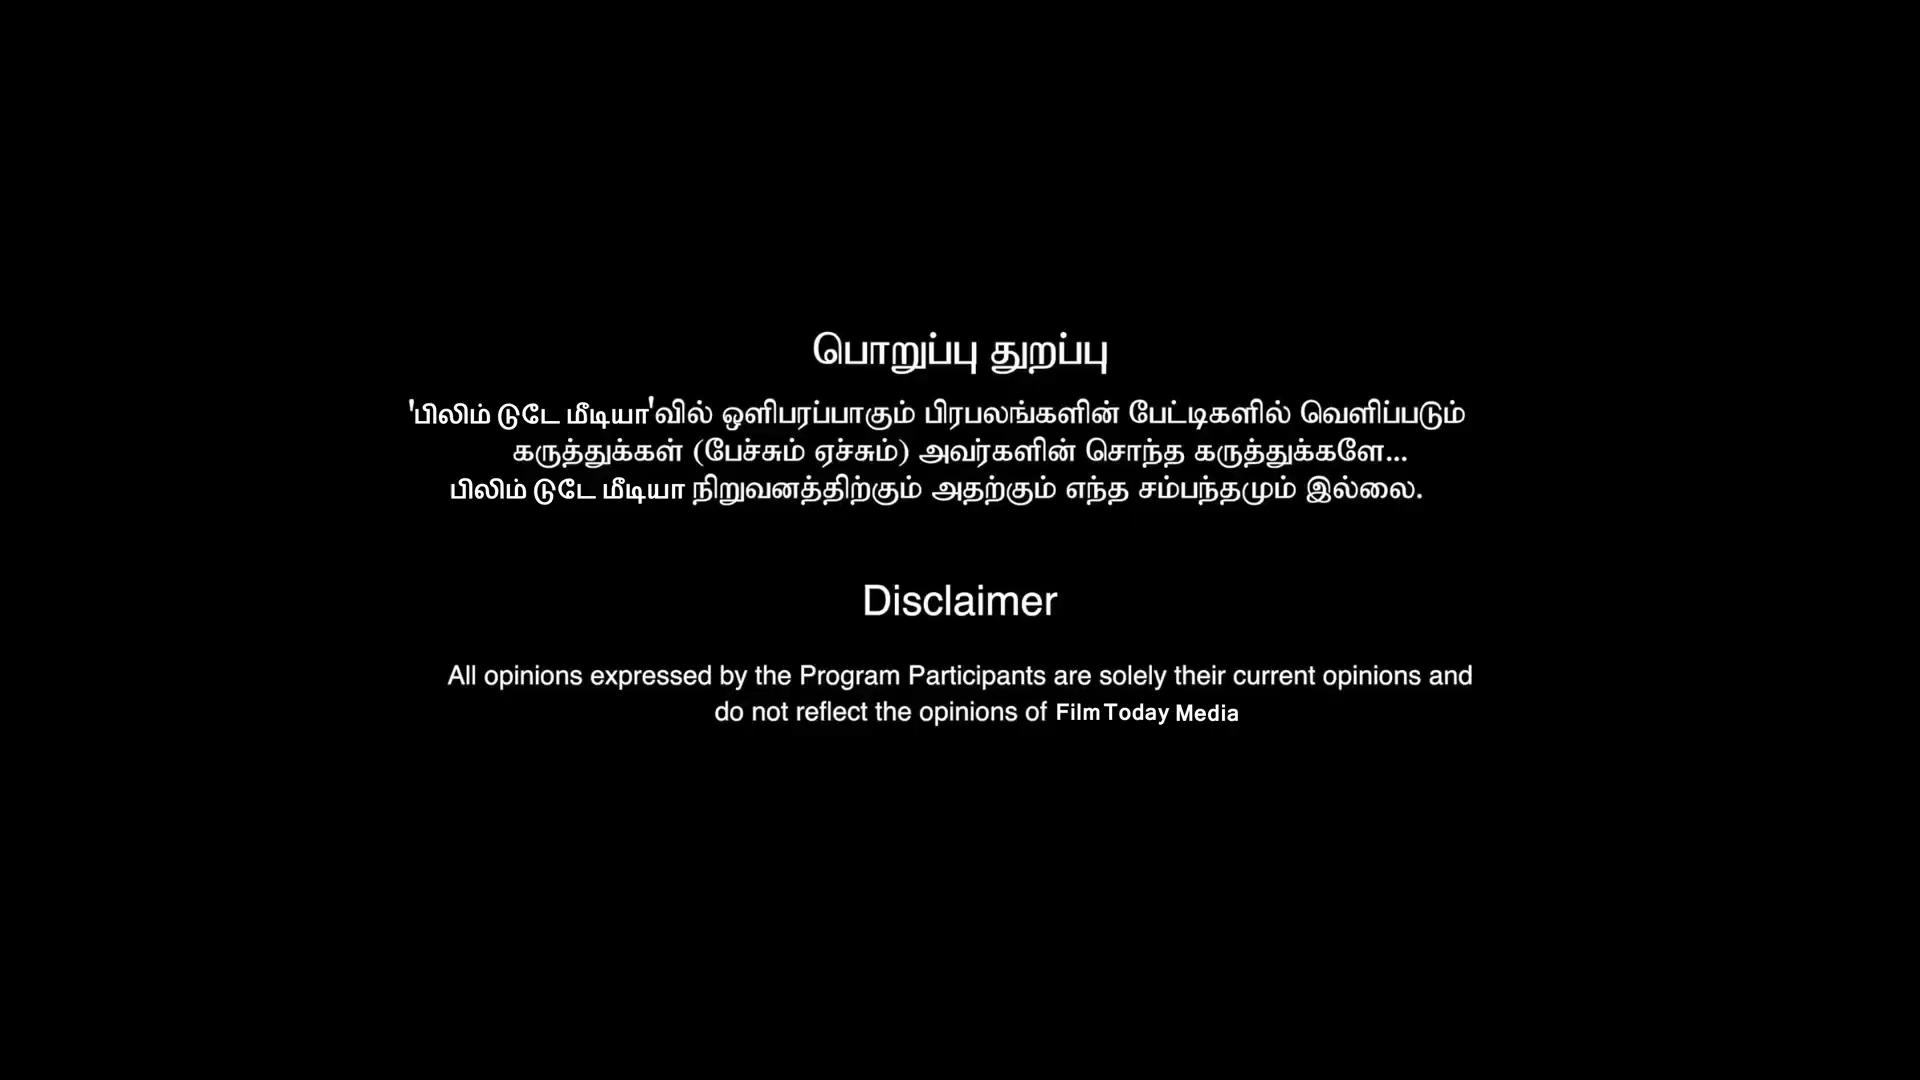 பொறுப்பு துறப்பு
'பிலிம் டுடே மீடியா'வில் ஒளிபரப்பாகும் பிரபலங்களின் பேட்டிகளில் வெளிப்படும்
கருத்துக்கள் (பேச்சும் ஏச்சும்) அவர்களின் சொந்த கருத்துக்களே...
பிலிம் டுடே மீடியா நிறுவனத்திற்கும் அதற்கும் எந்த சம்பந்தமும் இல்லை.
Disclaimer
All opinions expressed by the Program Participants are solely their current opinions and
do not reflect the opinions of Film Today Media